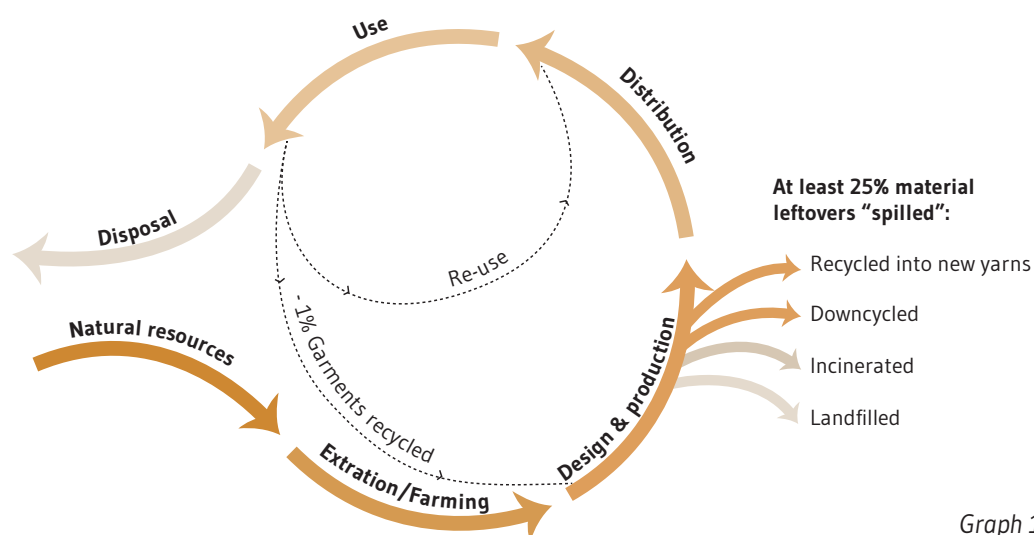 Use
Distribution
At least 25% material
leftovers “spilled”:
Disposal
Re-use
Recycled into new yarns
Downcycled
Natural resources
- 1% Garments recycled
Design & production
Incinerated
Landfilled
Extration/Farming
Graph 1